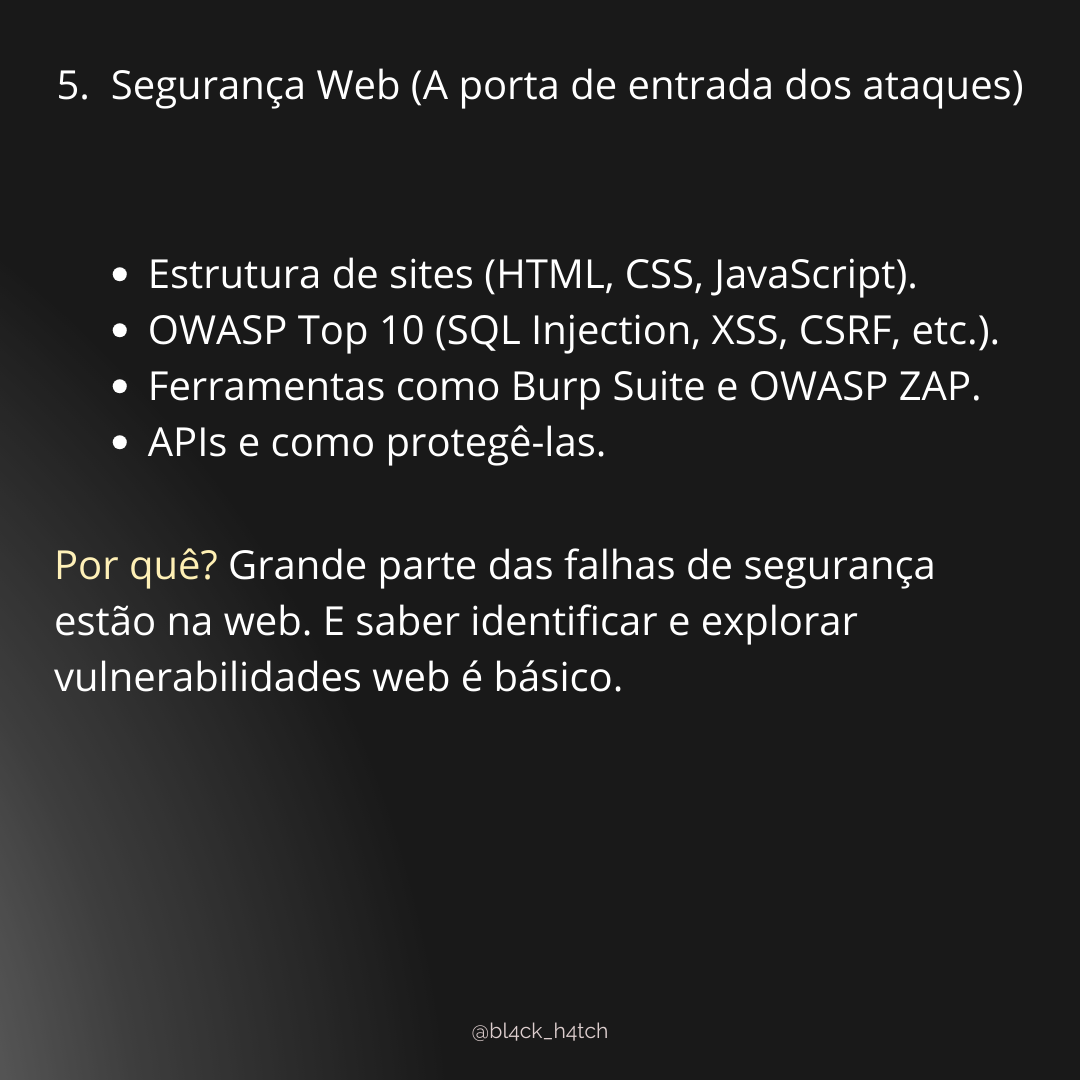 5. Segurança Web (A porta de entrada dos ataques)
• Estrutura de sites (HTML, CSS, JavaScript).
• OWASP Top 10 (SQL Injection, XSS, CSRF, etc.).
• Ferramentas como Burp Suite e OWASP ZAP.
• APIs e como protegê-las.
Por quê? Grande parte das falhas de segurança
estão na web. E saber identificar e explorar
vulnerabilidades web é básico.
@bl4ck_h4tch